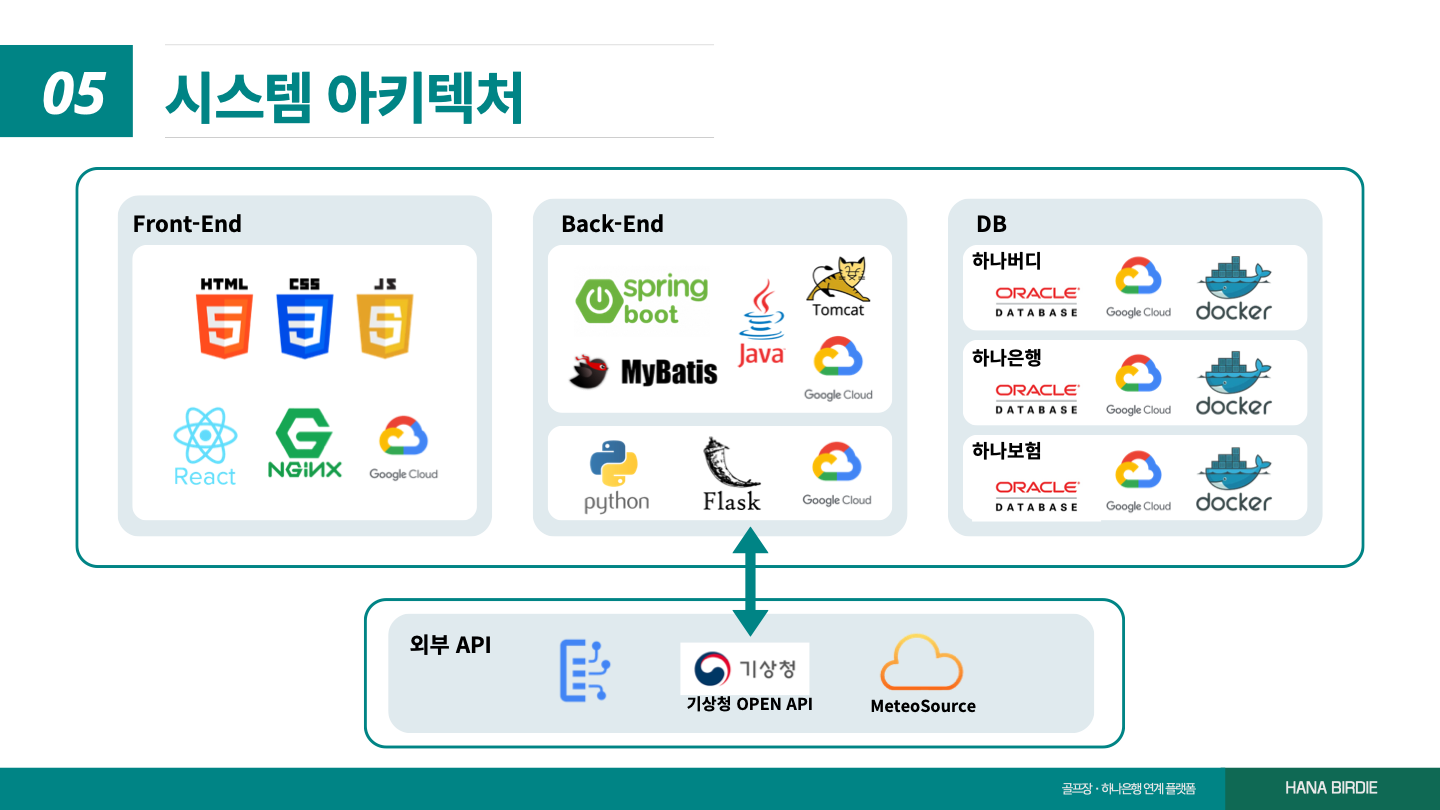 05
시스템 아키텍처
Front-End
HTML CSS JS
5 3 5
React
NGiNX
Google Cloud
Back-End
spring
boot
Java
Tomcat
MyBatis
Google Cloud
python
Flask
Google Cloud
DB
하나버디
ORACLE
DATABASE
Google Cloud
docker
하나은행
ORACLE
DATABASE
Google Cloud
docker
하나보험
ORACLE
DATABASE
Google Cloud
docker
외부 API
기상청
기상청 OPEN API
MeteoSource
골프장 · 하나은행 연계 플랫폼
HANA BIRDIE